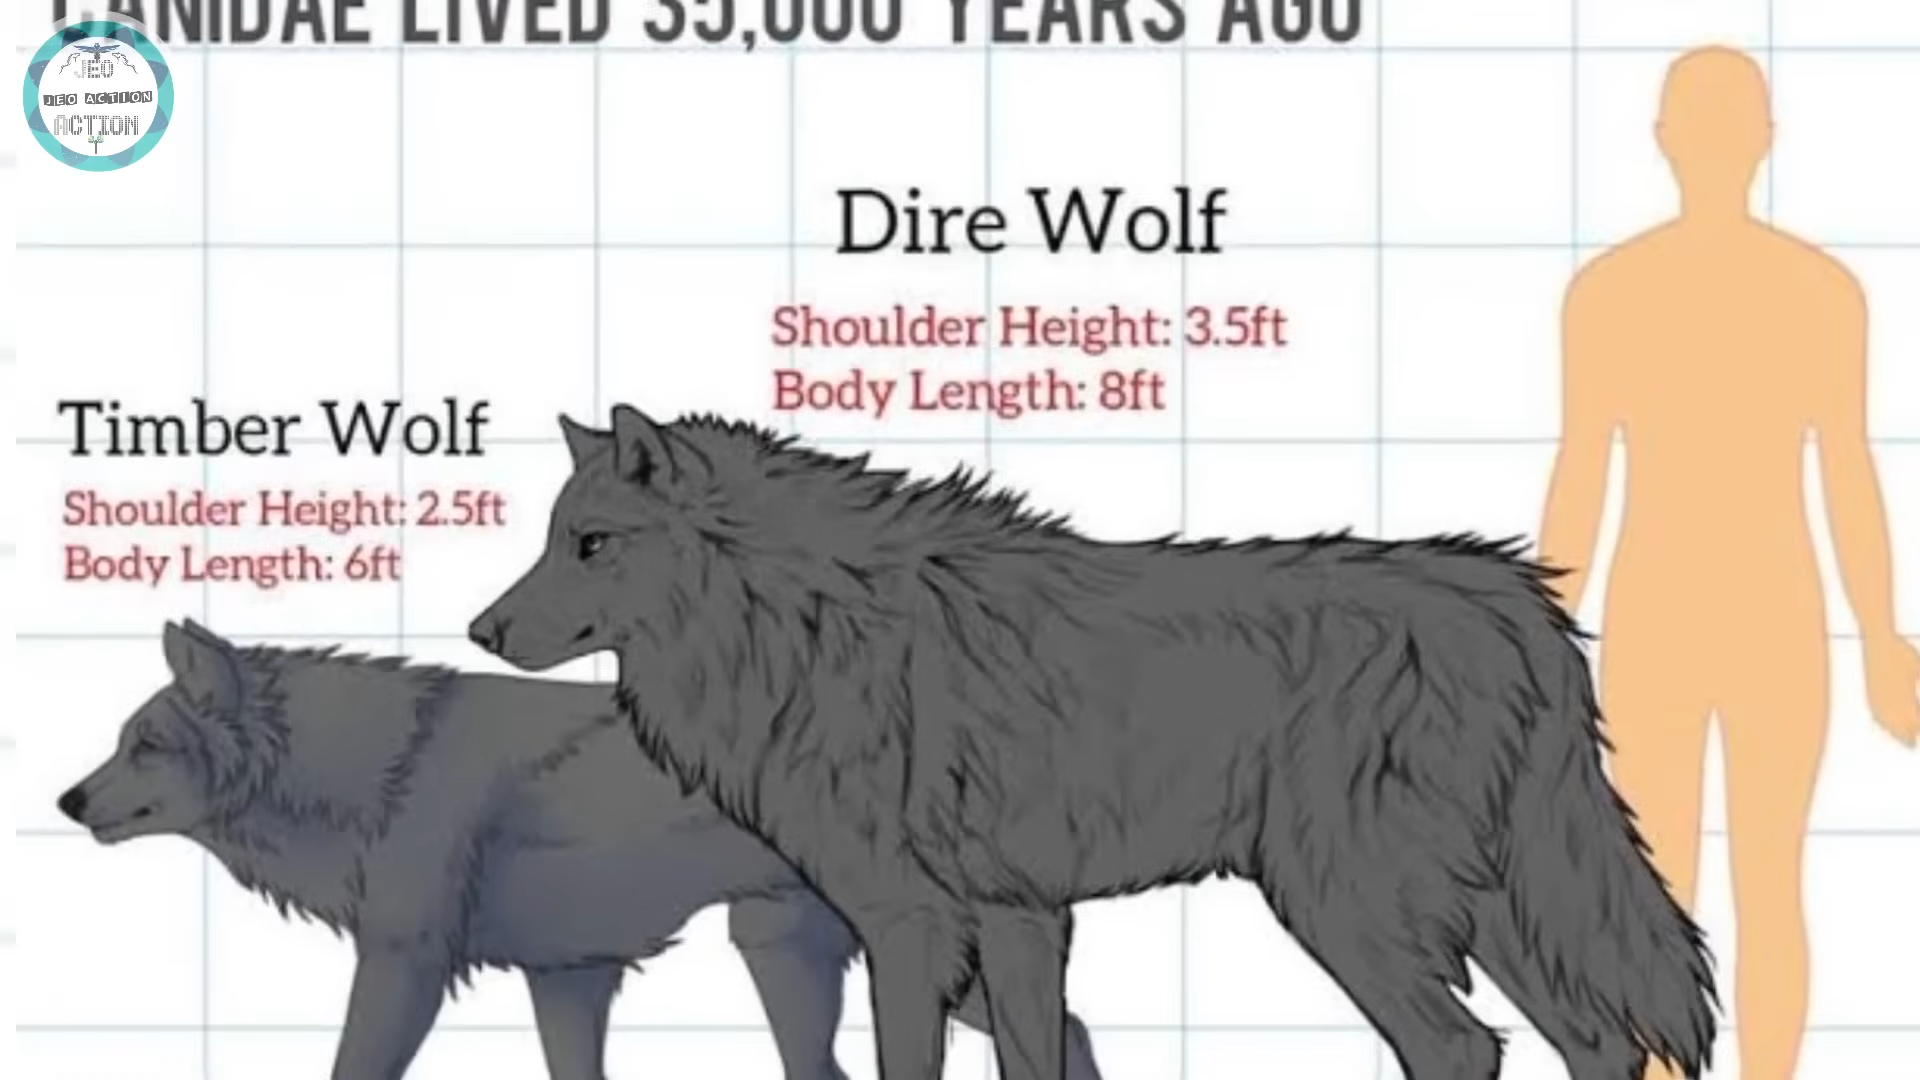 CANIDAE LIVED 35,000 YEARS AGO
JEO
JEO ACTION
ACTION
Dire Wolf
Shoulder Height: 3.5ft
Body Length: 8ft
Timber Wolf
Shoulder Height: 2.5ft
Body Length: 6ft